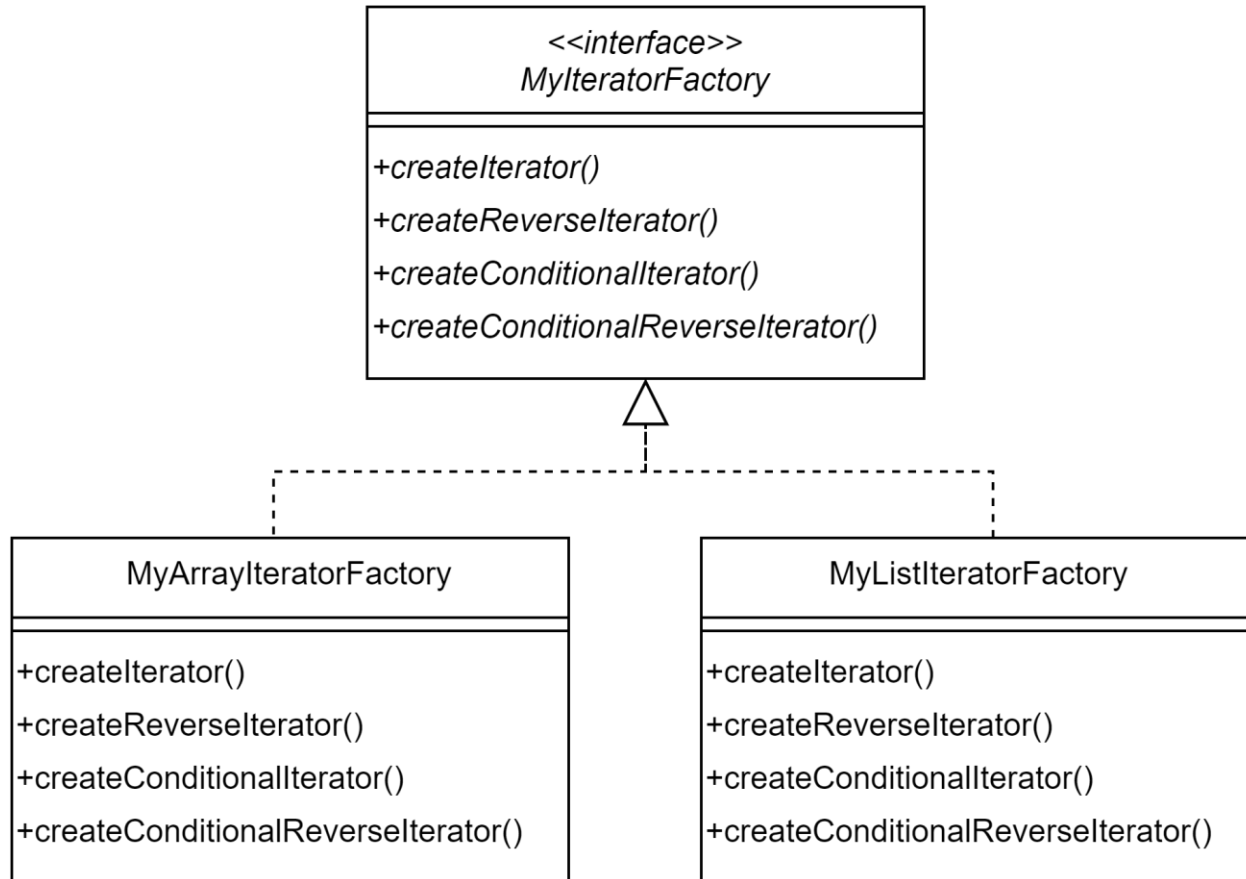 <<interface>>
MyIteratorFactory
+createIterator()
+createReverseIterator()
+createConditionalIterator()
+createConditionalReverseIterator()
MyArrayIteratorFactory
+createIterator()
+createReverseIterator()
+createConditionalIterator()
+createConditionalReverseIterator()
MyListIteratorFactory
+createIterator()
+createReverseIterator()
+createConditionalIterator()
+createConditionalReverseIterator()